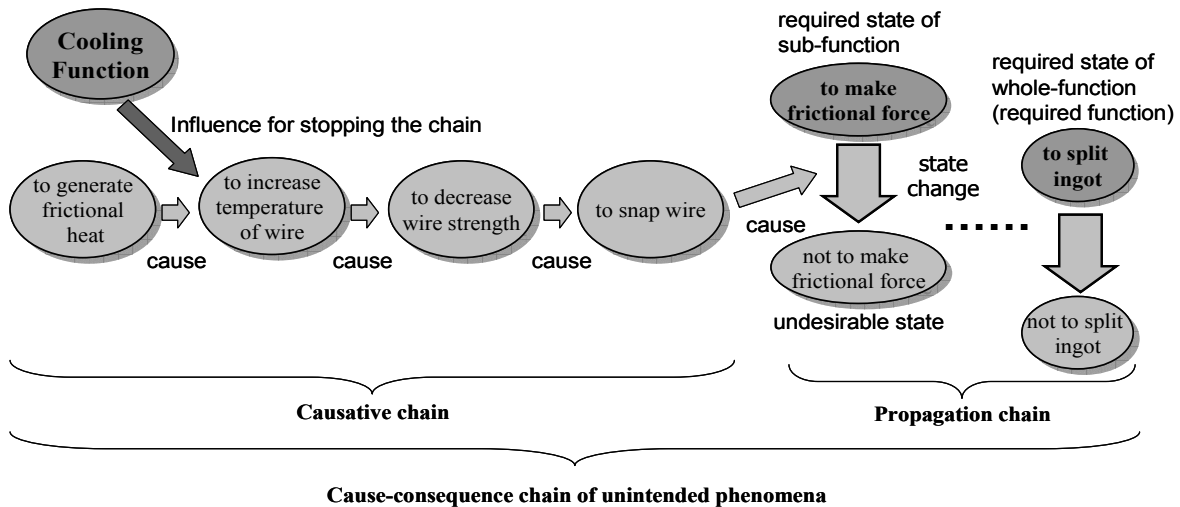 Cooling
Function
Influence for stopping the chain
to generate
frictional
heat
cause
to increase
temperature
of wire
cause
to decrease
wire strength
cause
to snap wire
cause
required state of
sub-function
to make
frictional force
state
change
not to make
frictional force
undesirable state
required state of
whole-function
(required function)
to split
ingot
not to split
ingot
Causative chain
Propagation chain
Cause-consequence chain of unintended phenomena